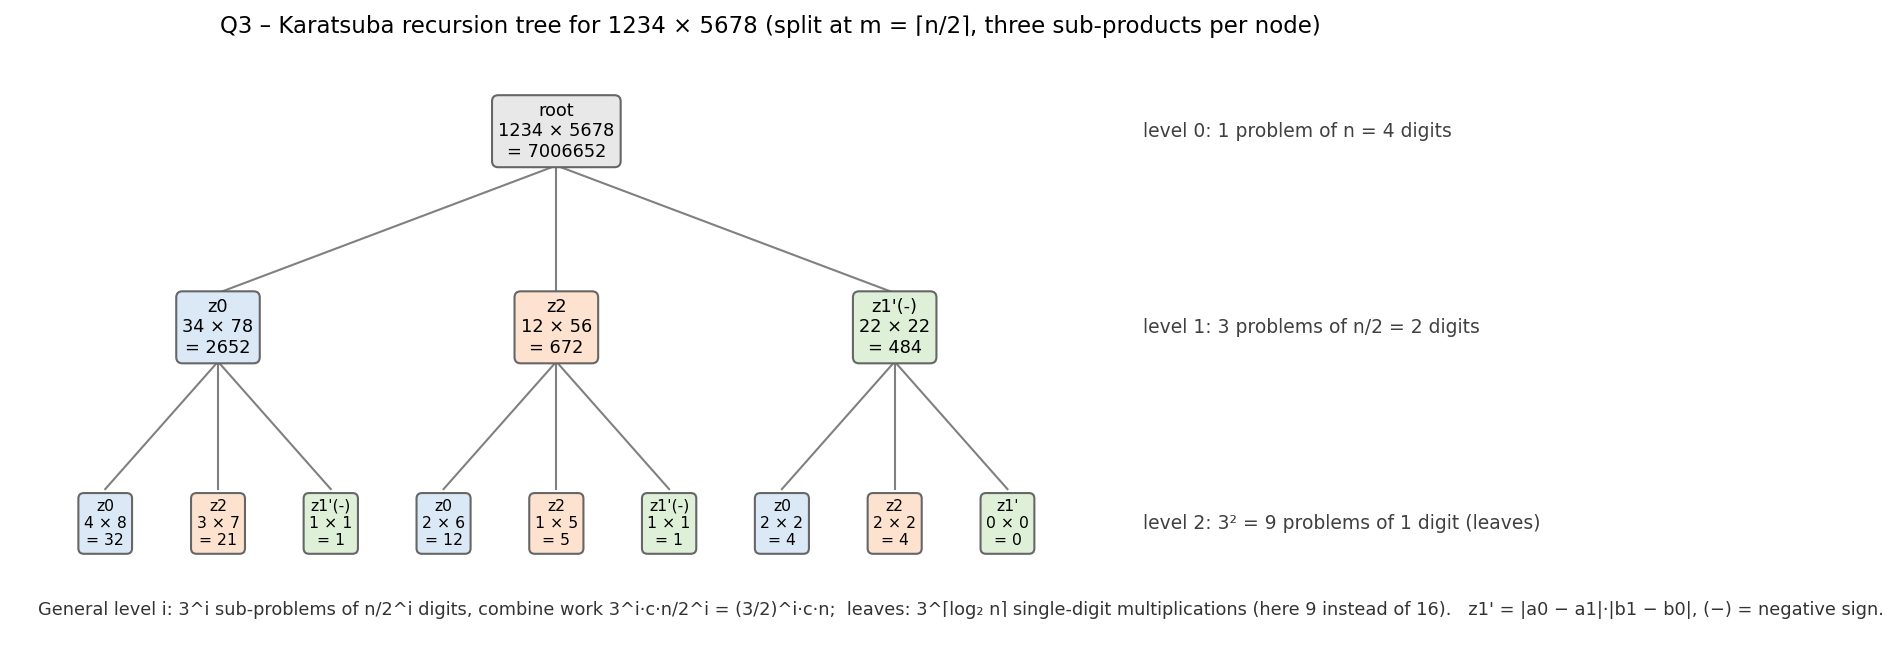 Q3 – Karatsuba recursion tree for 1234 × 5678 (split at m = ⌈n/2⌉, three sub-products per node)
root
1234 × 5678
= 7006652
level 0: 1 problem of n = 4 digits
z0
34 × 78
= 2652
z2
12 × 56
= 672
z1'(-)
22 × 22
= 484
level 1: 3 problems of n/2 = 2 digits
z0
4 × 8
= 32
z2
3 × 7
= 21
z1'(-)
1 × 1
= 1
z0
2 × 6
= 12
z2
1 × 5
= 5
z1'(-)
1 × 1
= 1
z0
2 × 2
= 4
z2
2 × 2
= 4
z1'
0 × 0
= 0
level 2: 3² = 9 problems of 1 digit (leaves)
General level i: 3^i sub-problems of n/2^i digits, combine work 3^i·c·n/2^i = (3/2)^i·c·n;  leaves: 3^⌈log₂ n⌉ single-digit multiplications (here 9 instead of 16).   z1' = |a0 − a1|·|b1 − b0|, (−) = negative sign.